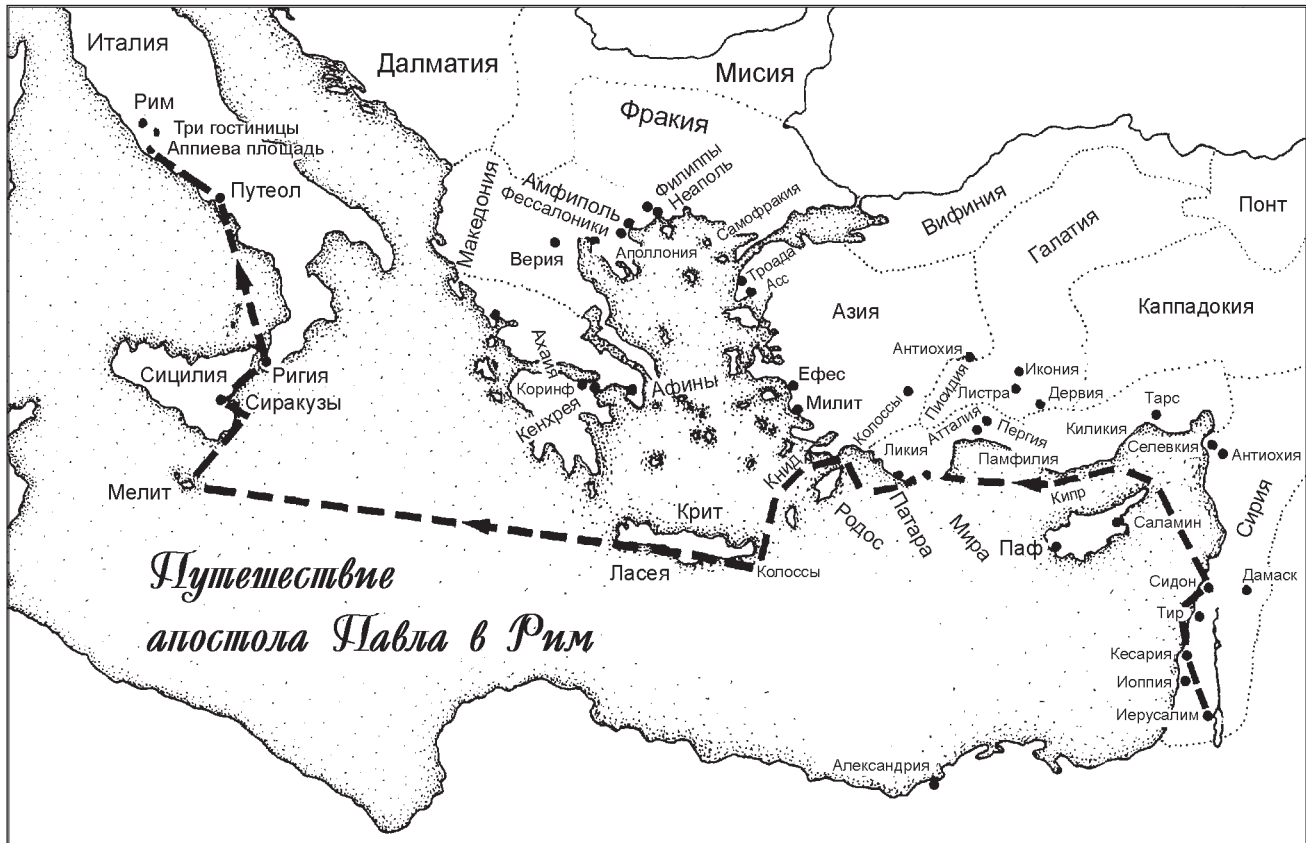 Италия
Далматия
Мисия
Рим
Три гостиницы
Аппиева площадь
Фракия
Путеол
Македония
Амфиполь
Фессалоники
Филиппы
Неаполь
Самофракия
Верия
Аполлония
Вифиния
Галатия
Понт
Троада
Асс
Азия
Каппадокия
Сицилия
Ригия
Сиракузы
Ахаия
Коринф
Кенхрея
Афины
Ефес
Милит
Антиохия
Писидия
Икония
Листра
Дервия
Колоссы
Атталия
Пергия
Тарс
Киликия
Селевкия
Антиохия
Ликия
Памфилия
Мелит
Книд
Родос
Патара
Мира
Кипр
Саламин
Паф
Сирия
Крит
Ласея
Колоссы
Сидон
Дамаск
Тир
Кесария
Иоппия
Иерусалим
Александрия
Путешествие
апостола Павла в Рим